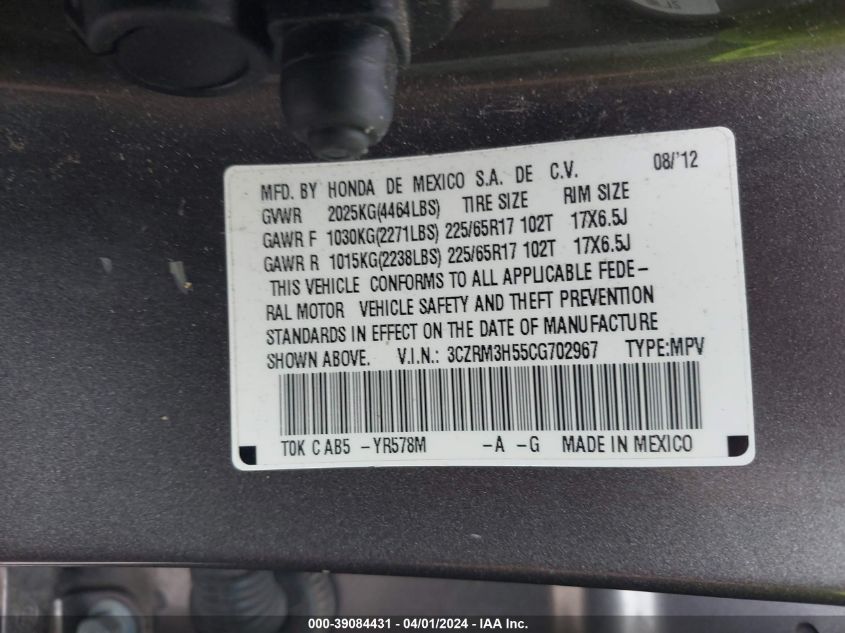 MFD. BY HONDA DE MEXICO S.A. DE C.V. 08/'12
GVWR 2025KG(4464LBS) TIRE SIZE RIM SIZE
GAWR F 1030KG(2271LBS) 225/65R17 102T 17X6.5J
GAWR R 1015KG(2238LBS) 225/65R17 102T 17X6.5J
THIS VEHICLE CONFORMS TO ALL APPLICABLE FEDE-
RAL MOTOR VEHICLE SAFETY AND THEFT PREVENTION
STANDARDS IN EFFECT ON THE DATE OF MANUFACTURE
SHOWN ABOVE. V.I.N.: 3CZRM3H55CG702967 TYPE:MPV
T0K C AB5 -YR578M -A -G MADE IN MEXICO
000-39084431 - 04/01/2024 - IAA Inc.